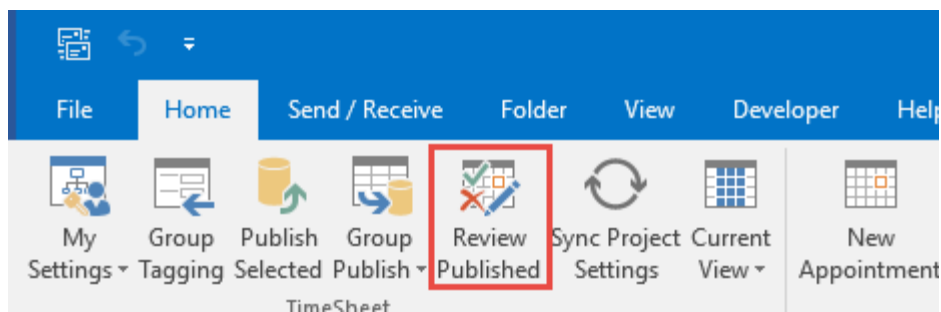 File Home Send / Receive Folder View Developer Help
My Group Publish Group Review Sync Project Current New
Settings Tagging Selected Publish Published Settings View Appointment
TimeSheet